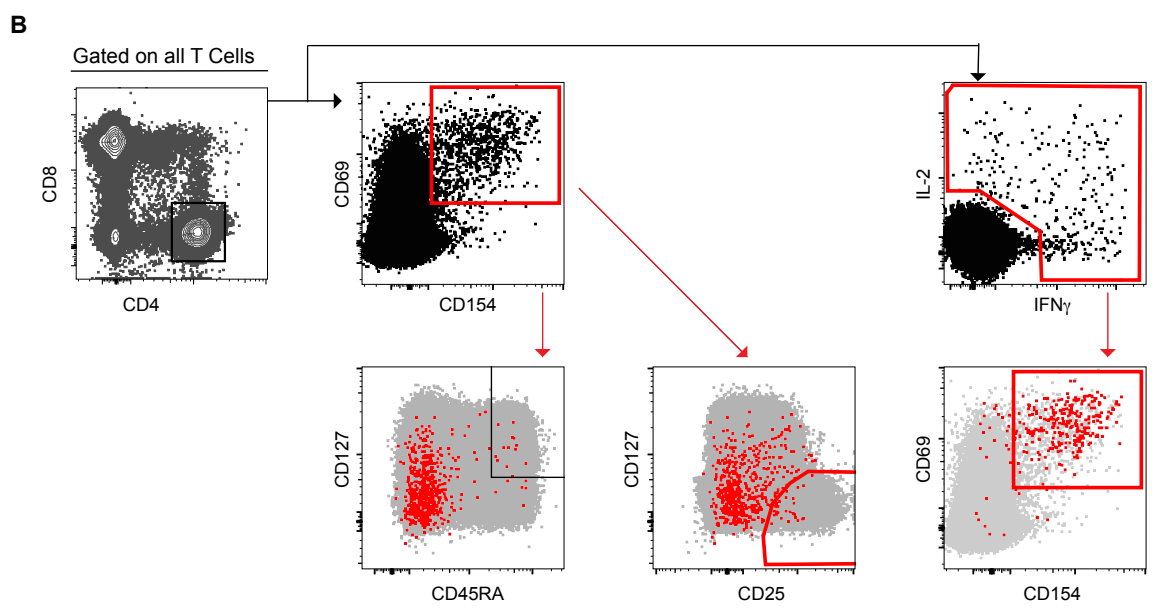 B
Gated on all T Cells
CD8
CD4
CD69
CD154
IL-2
IFNγ
CD127
CD45RA
CD127
CD25
CD69
CD154